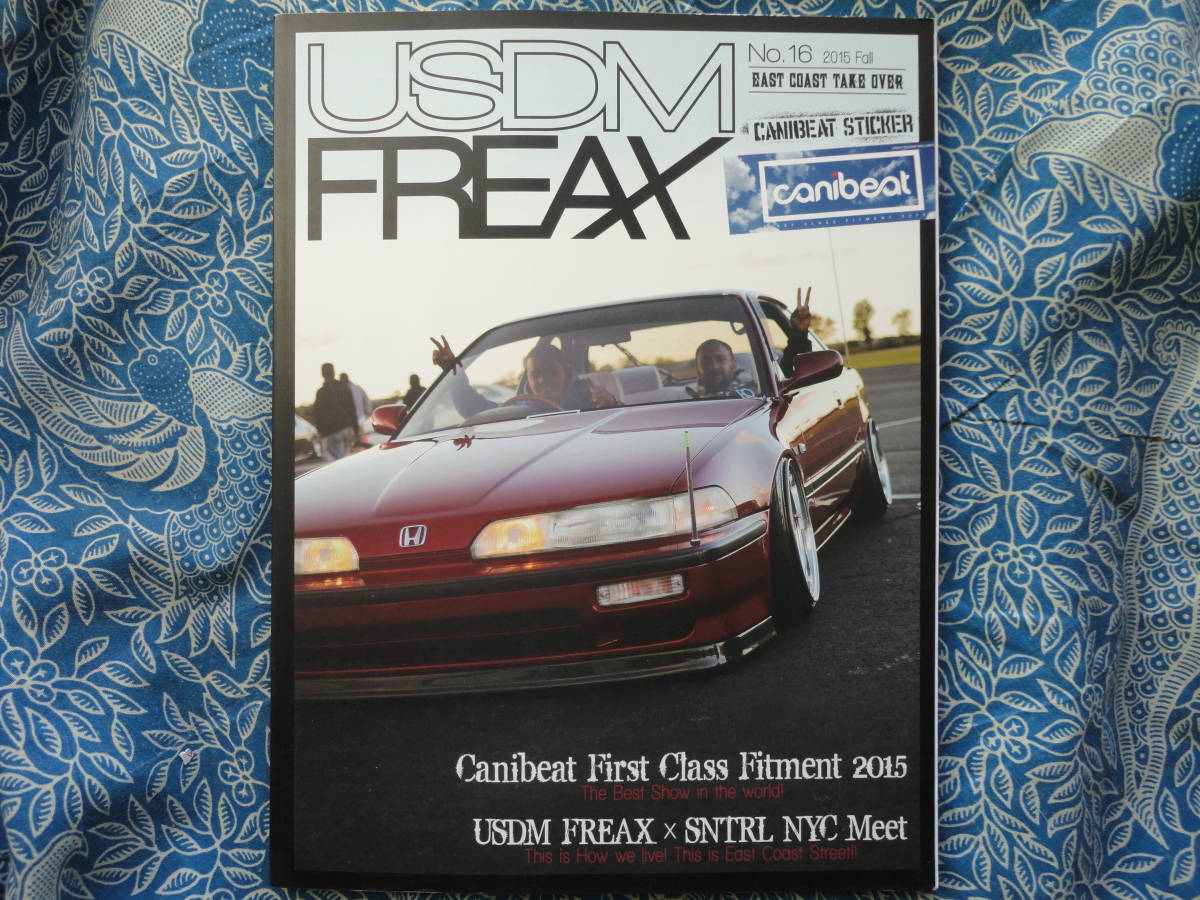 USDM
FREAX
No.16 2015 Fall
EAST COAST TAKE OVER
CANIBEAT STICKER
canibeat
Canibeat First Class Fitment 2015
The Best Show in the world!
USDM FREAX × SNTRL NYC Meet
This is How we live! This is East Coast Street!!